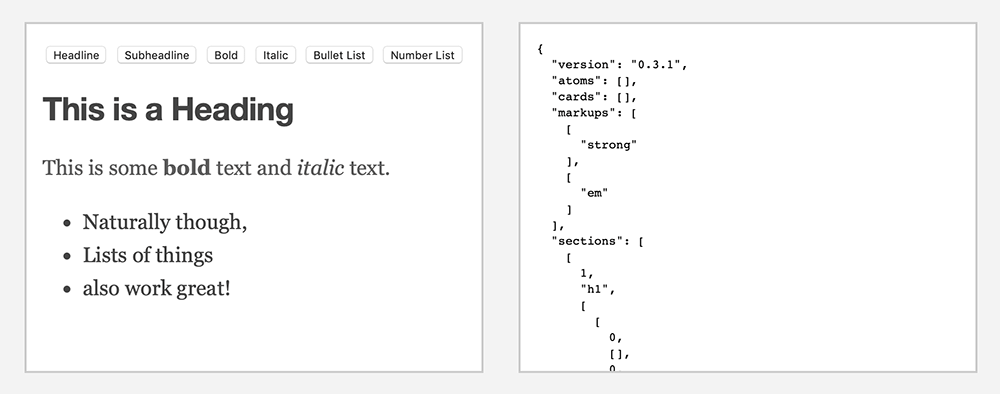 Headline Subheadline Bold Italic Bullet List Number List
This is a Heading
This is some bold text and italic text.
• Naturally though,
• Lists of things
• also work great!
{
  "version": "0.3.1",
  "atoms": [],
  "cards": [],
  "markups": [
    [
      "strong"
    ],
    [
      "em"
    ]
  ],
  "sections": [
    [
      1,
      "h1",
      [
        [
          0,
          [],
          0